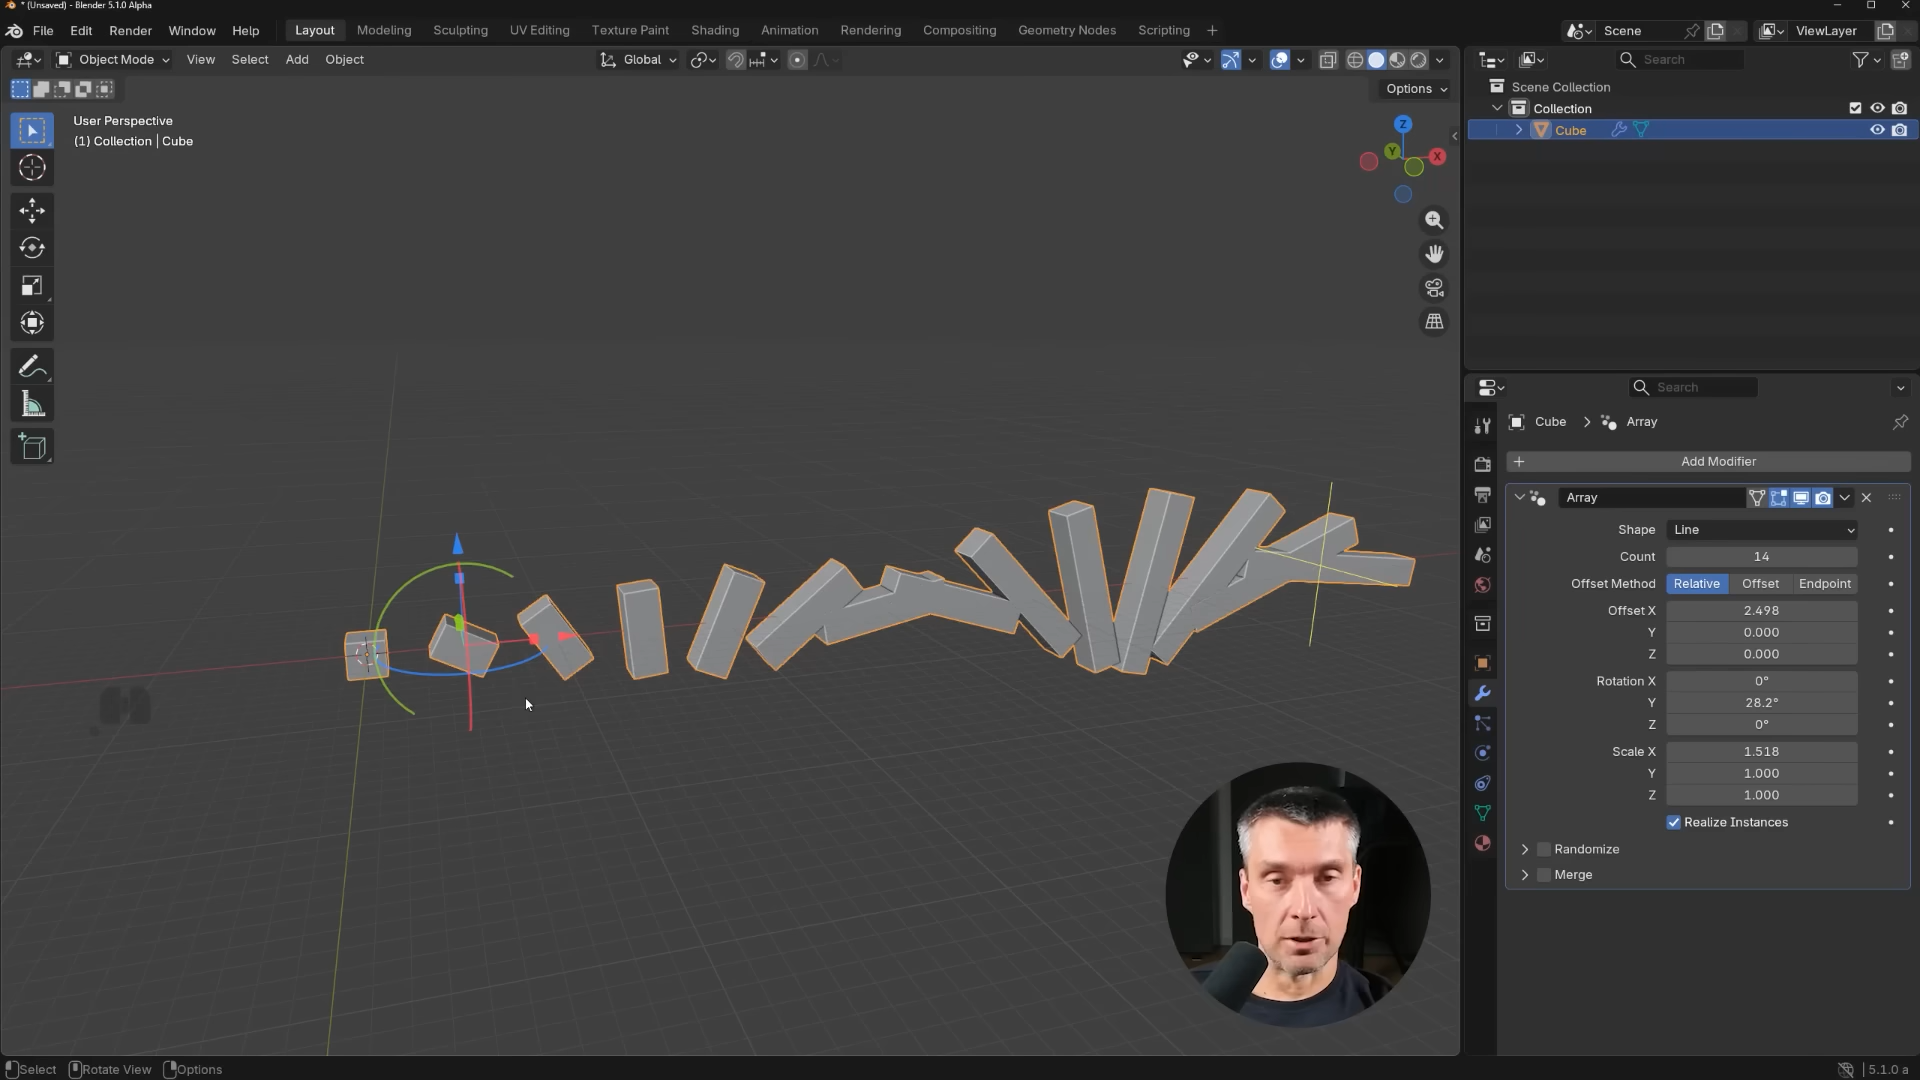 * (Unsaved) - Blender 5.1.0 Alpha
File Edit Render Window Help Layout Modeling Sculpting UV Editing Texture Paint Shading Animation Rendering Compositing Geometry Nodes Scripting + Scene ViewLayer
Object Mode View Select Add Object Global Search
Options
Scene Collection
Collection
Cube
User Perspective
(1) Collection | Cube
Z
Y
X
Search
Cube > Array
+ Add Modifier
Array
Shape Line
Count 14
Offset Method Relative Offset Endpoint
Offset X 2.498
Y 0.000
Z 0.000
Rotation X 0°
Y 28.2°
Z 0°
Scale X 1.518
Y 1.000
Z 1.000
Realize Instances
Randomize
Merge
Select Rotate View Options 5.1.0 a